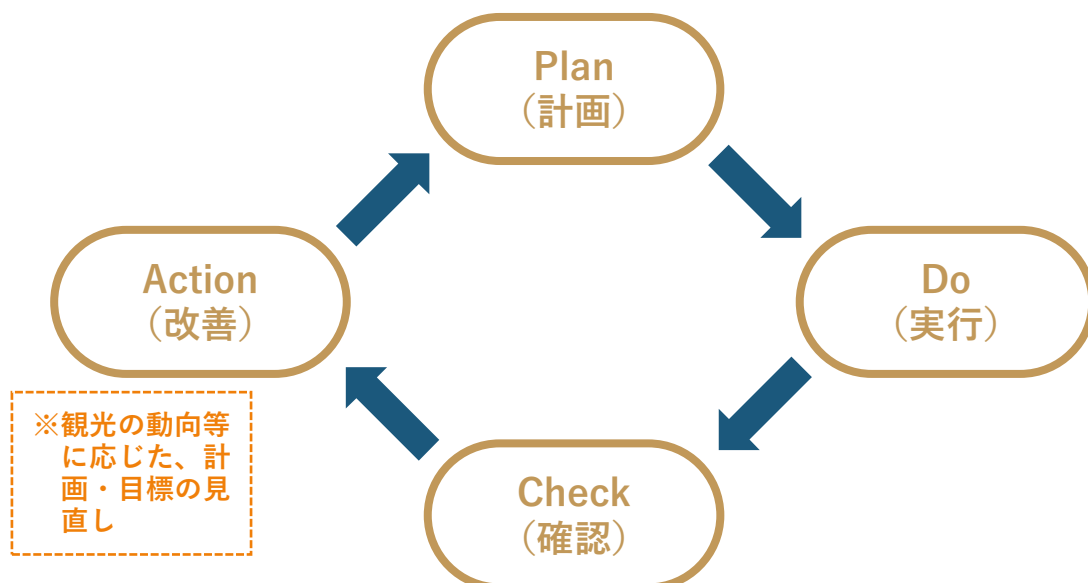 Plan
（計画）
Action
（改善）
Do
（実行）
※観光の動向等
に応じた、計
画・目標の見
直し
Check
（確認）